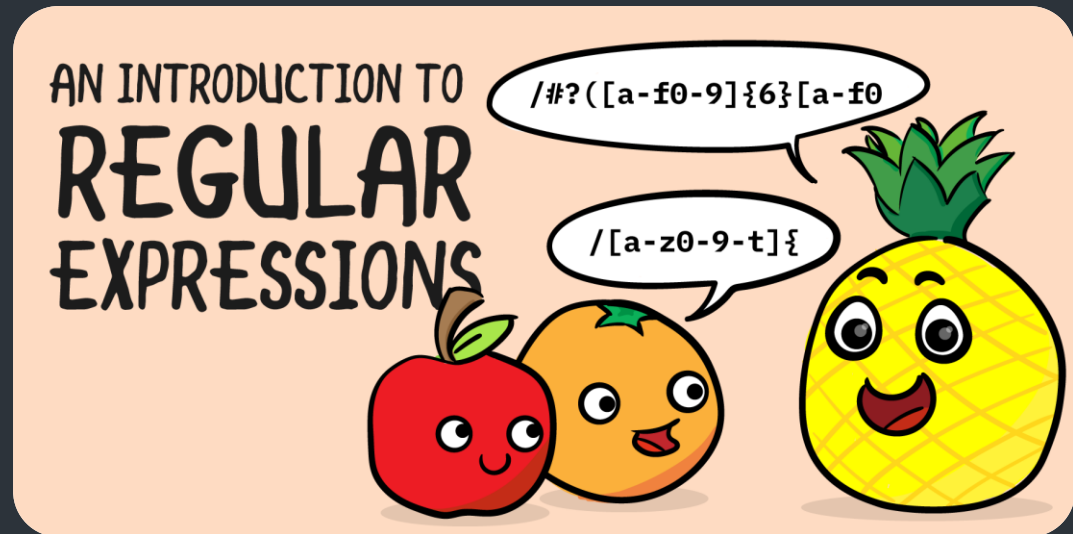 AN INTRODUCTION TO
REGULAR
EXPRESSIONS
/#?([a-f0-9]{6}[a-f0
/[a-z0-9-t]{